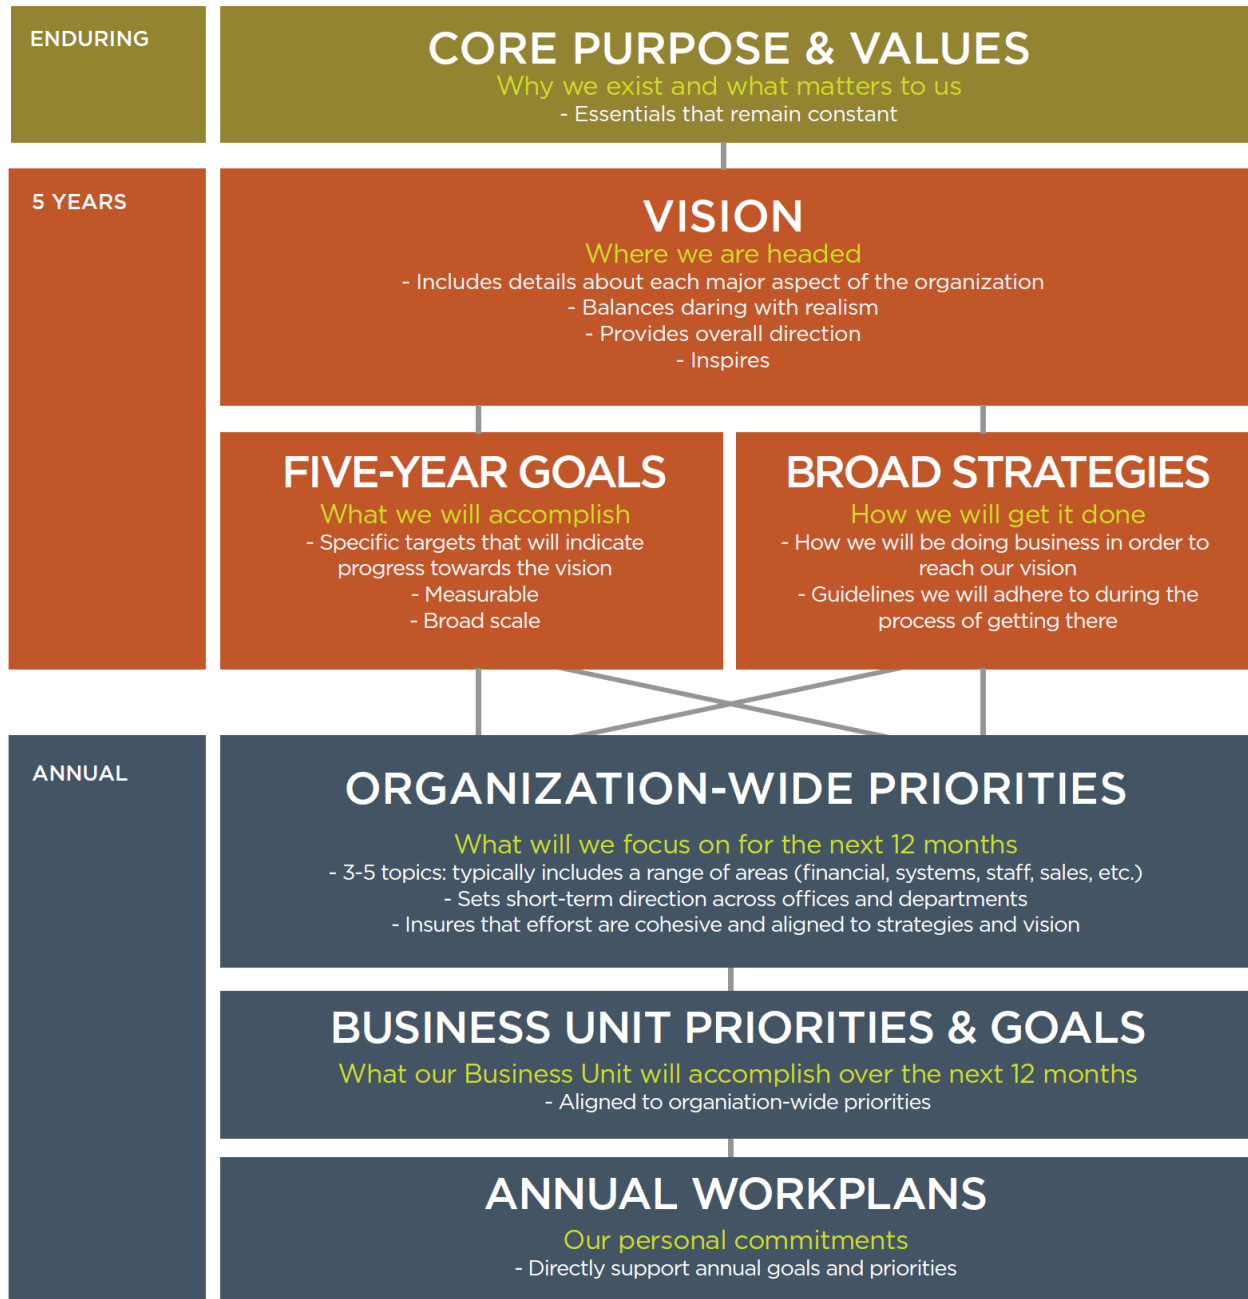 ENDURING
CORE PURPOSE & VALUES
Why we exist and what matters to us
- Essentials that remain constant
5 YEARS
VISION
Where we are headed
- Includes details about each major aspect of the organization
- Balances daring with realism
- Provides overall direction
- Inspires
FIVE-YEAR GOALS
What we will accomplish
- Specific targets that will indicate
progress towards the vision
- Measurable
- Broad scale
BROAD STRATEGIES
How we will get it done
- How we will be doing business in order to
reach our vision
- Guidelines we will adhere to during the
process of getting there
ANNUAL
ORGANIZATION-WIDE PRIORITIES
What will we focus on for the next 12 months
- 3-5 topics: typically includes a range of areas (financial, systems, staff, sales, etc.)
- Sets short-term direction across offices and departments
- Insures that efforst are cohesive and aligned to strategies and vision
BUSINESS UNIT PRIORITIES & GOALS
What our Business Unit will accomplish over the next 12 months
- Aligned to organiation-wide priorities
ANNUAL WORKPLANS
Our personal commitments
- Directly support annual goals and priorities